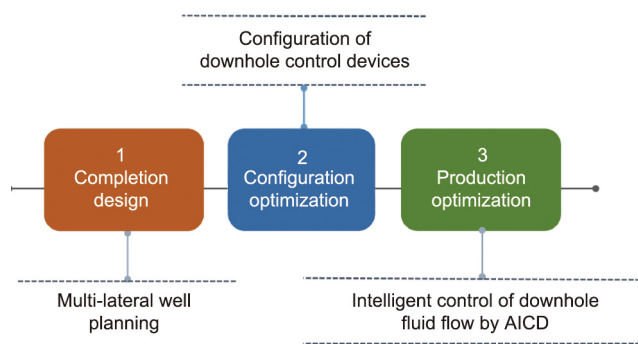 Configuration of
downhole control devices
1
Completion
design
2
Configuration
optimization
3
Production
optimization
Multi-lateral well
planning
Intelligent control of downhole
fluid flow by AICD